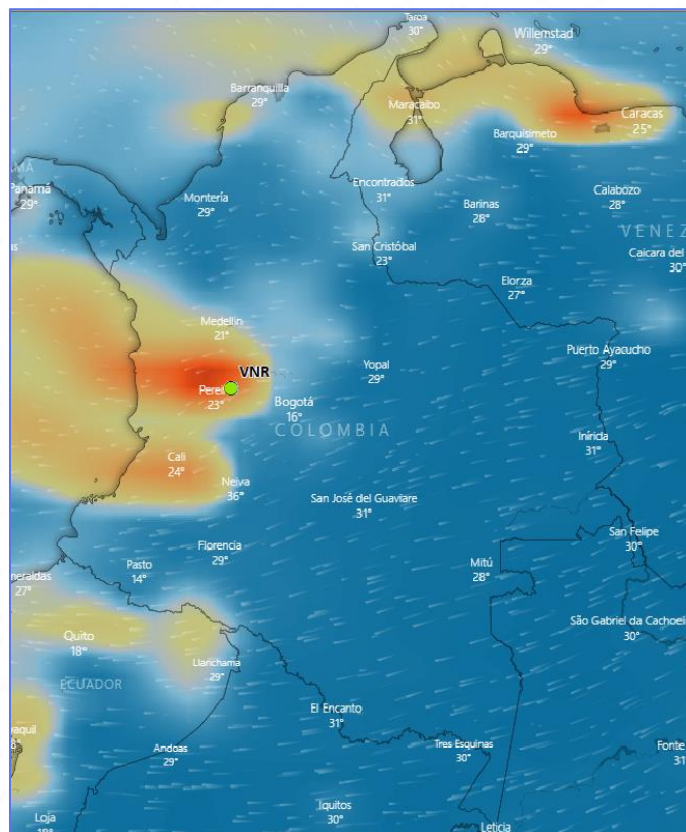 Taroa
30°
Willemstad
29°
Barranquilla
29°
Maracaibo
31°
Caracas
25°
Barquisimeto
29°
Panamá
29°
Encontrados
31°
Montería
29°
Barinas
28°
Calabozo
28°
VENEZ
San Cristóbal
23°
Caicara del
30°
Elorza
27°
Medellín
21°
Puerto Ayacucho
29°
VNR
Yopal
29°
Perei
23°
Bogotá
16°
COLOMBIA
Inírida
31°
Cali
24°
Neiva
36°
San José del Guaviare
31°
San Felipe
30°
Florencia
29°
Pasto
14°
Mitú
28°
neraldas
27°
São Gabriel da Cachoei
30°
Quito
18°
Llarichama
29°
ECUADOR
El Encanto
31°
Andoas
29°
Tres Esquinas
30°
Fonte
31°
yaquil
Iquitos
30°
Loja
18°
Leticia